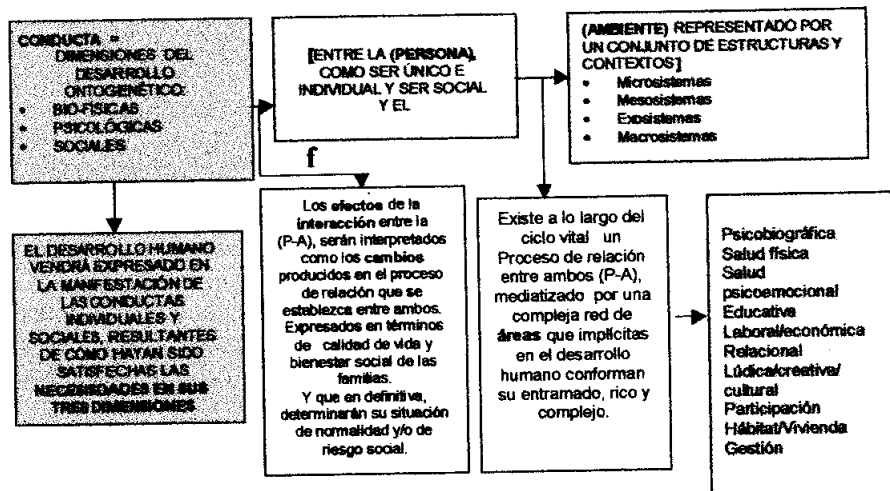 CONDUCTA =
DIMENSIONES DEL
DESARROLLO
ONTOGENÉTICO:
• BIO-FÍSICAS
• PSICOLÓGICAS
• SOCIALES
[ENTRE LA (PERSONA),
COMO SER ÚNICO E
INDIVIDUAL Y SER SOCIAL
Y EL
(AMBIENTE) REPRESENTADO POR
UN CONJUNTO DE ESTRUCTURAS Y
CONTEXTOS]
• Microsistemas
• Mesosistemas
• Exosistemas
• Macrosistemas
f
EL DESARROLLO HUMANO
VENDRÁ EXPRESADO EN
LA MANIFESTACIÓN DE
LAS CONDUCTAS
INDIVIDUALES Y
SOCIALES, RESULTANTES
DE COMO HAYAN SIDO
SATISFECHAS LAS
NECESIDADES EN SUS
TRES DIMENSIONES
Los efectos de la
interacción entre la
(P-A), serán interpretados
como los cambios
producidos en el proceso
de relación que se
establezca entre ambos.
Expresados en términos
de calidad de vida y
bienestar social de las
familias.
Y que en definitiva,
determinarán su situación
de normalidad y/o de
riesgo social.
Existe a lo largo del
ciclo vital un
Proceso de relación
entre ambos (P-A),
mediatizado por una
compleja red de
áreas que implícitas
en el desarrollo
humano conforman
su entramado, rico y
complejo.
Psicobiográfica
Salud física
Salud
psicoemocional
Educativa
Laboral/económica
Relacional
Lúdica/creativa/
cultural
Participación
Hábitat/Vivienda
Gestión